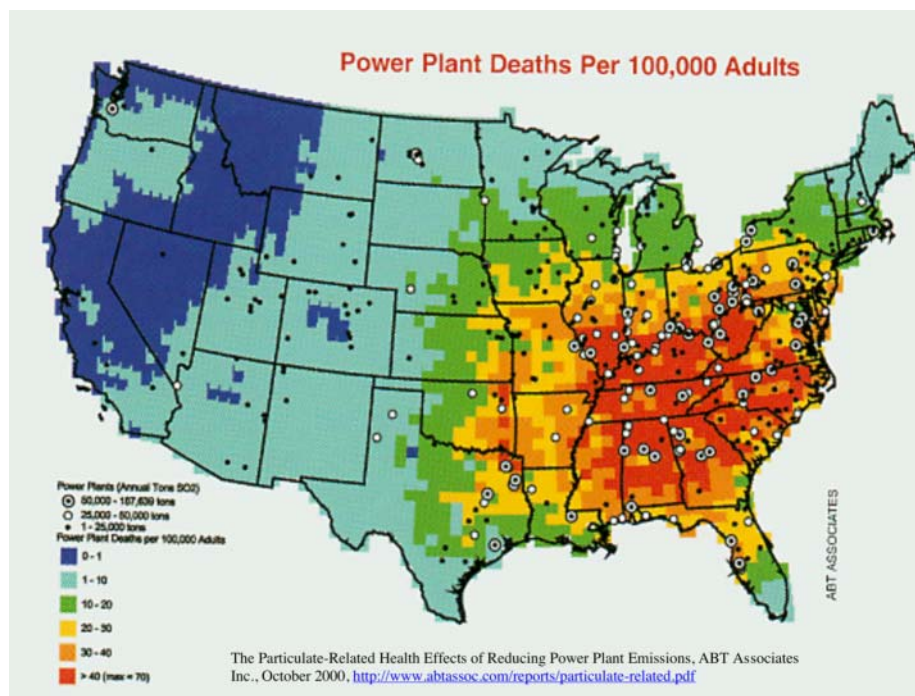 Power Plant Deaths Per 100,000 Adults
Power Plants (Annual Tons SO2)
50,000 - 167,639 tons
25,000 - 50,000 tons
1 - 25,000 tons
Power Plant Deaths per 100,000 Adults
0 - 1
1 - 10
10 - 20
20 - 30
30 - 40
> 40 (max = 70)
ABT ASSOCIATES
The Particulate-Related Health Effects of Reducing Power Plant Emissions, ABT Associates
Inc., October 2000, http://www.abtassoc.com/reports/particulate-related.pdf